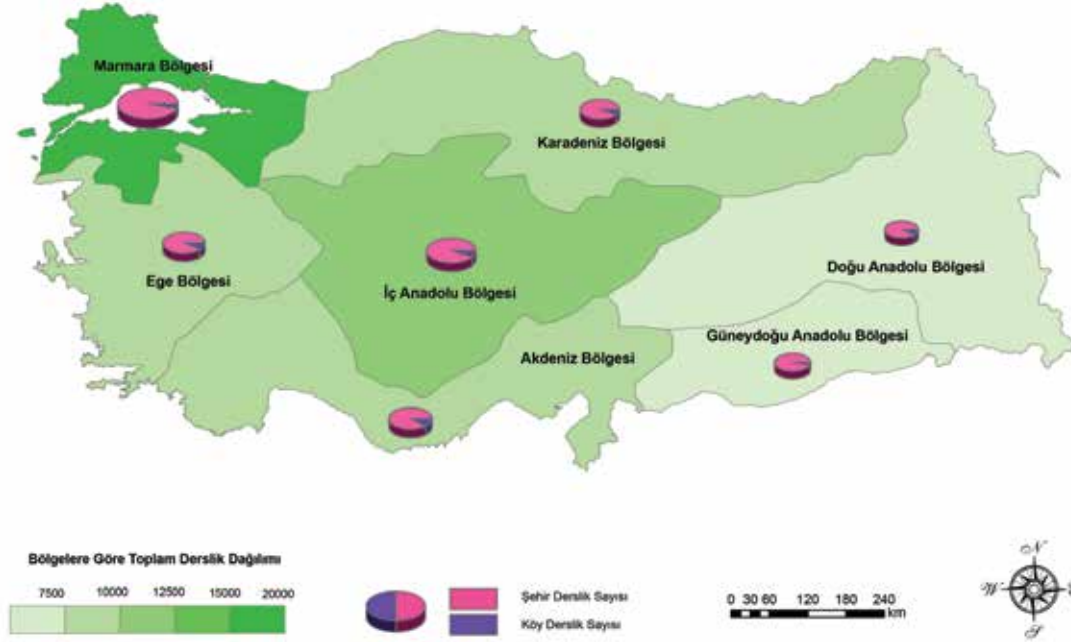 Marmara Bölgesi
Karadeniz Bölgesi
Ege Bölgesi
İç Anadolu Bölgesi
Doğu Anadolu Bölgesi
Güneydoğu Anadolu Bölgesi
Akdeniz Bölgesi
Bölgelere Göre Toplam Derslik Dağılımı
7500 10000 12500 15000 20000
Şehir Derslik Sayısı
Köy Derslik Sayısı
0 30 60 120 180 240
km
N
W
S